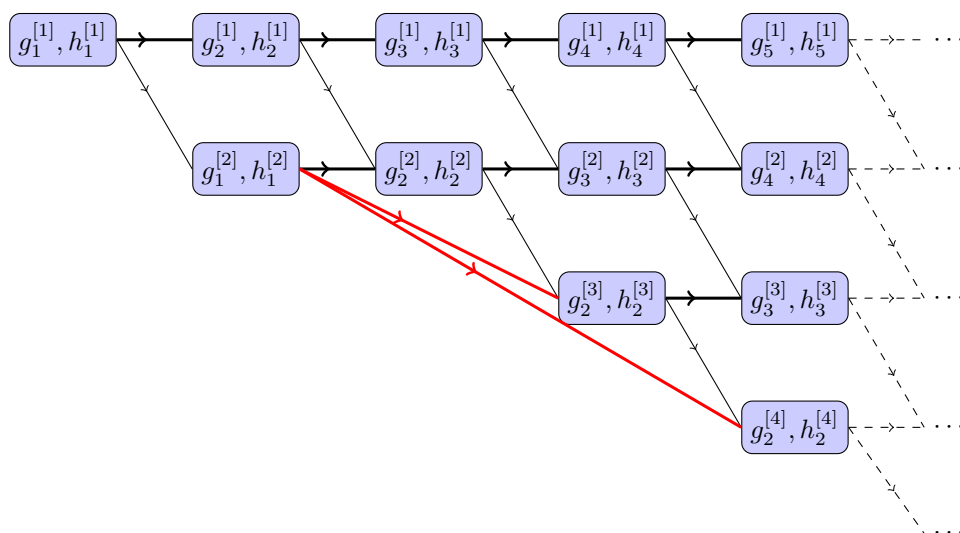 g_1^{[1]}, h_1^{[1]} g_2^{[1]}, h_2^{[1]} g_3^{[1]}, h_3^{[1]} g_4^{[1]}, h_4^{[1]} g_5^{[1]}, h_5^{[1]} ⋯
g_1^{[2]}, h_1^{[2]} g_2^{[2]}, h_2^{[2]} g_3^{[2]}, h_3^{[2]} g_4^{[2]}, h_4^{[2]} ⋯
g_2^{[3]}, h_2^{[3]} g_3^{[3]}, h_3^{[3]} ⋯
g_2^{[4]}, h_2^{[4]} ⋯
⋯